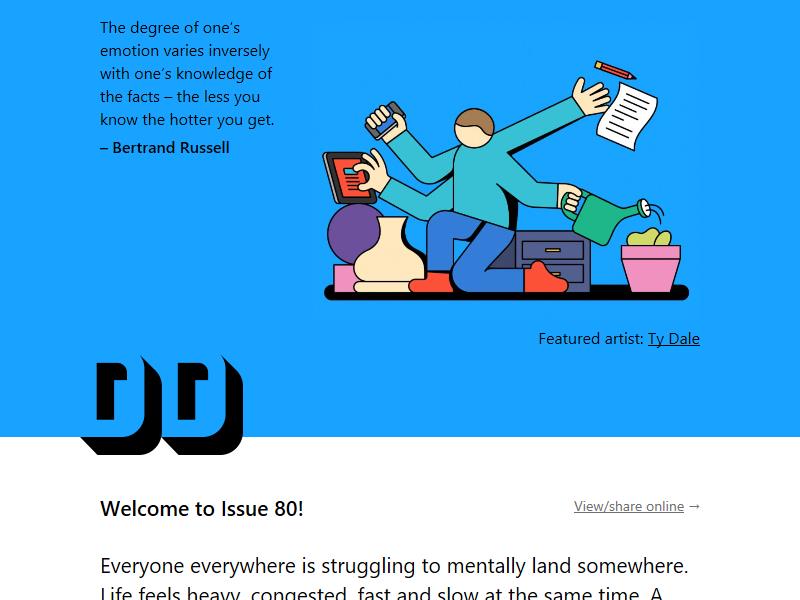 The degree of one’s
emotion varies inversely
with one’s knowledge of
the facts – the less you
know the hotter you get.
– Bertrand Russell
Featured artist: Ty Dale
Welcome to Issue 80!
View/share online →
Everyone everywhere is struggling to mentally land somewhere.
Life feels heavy, congested, fast and slow at the same time. A